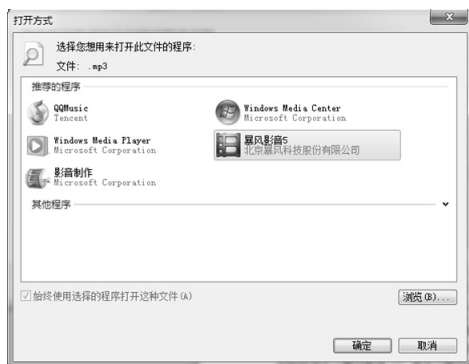 打开方式
选择您想用来打开此文件的程序:
文件: .mp3
推荐的程序
QQMusic
Tencent
Windows Media Center
Microsoft Corporation
Windows Media Player
Microsoft Corporation
暴风影音5
北京暴风科技股份有限公司
影音制作
Microsoft Corporation
其他程序
始终使用选择的程序打开这种文件(A)
浏览(B)...
确定
取消